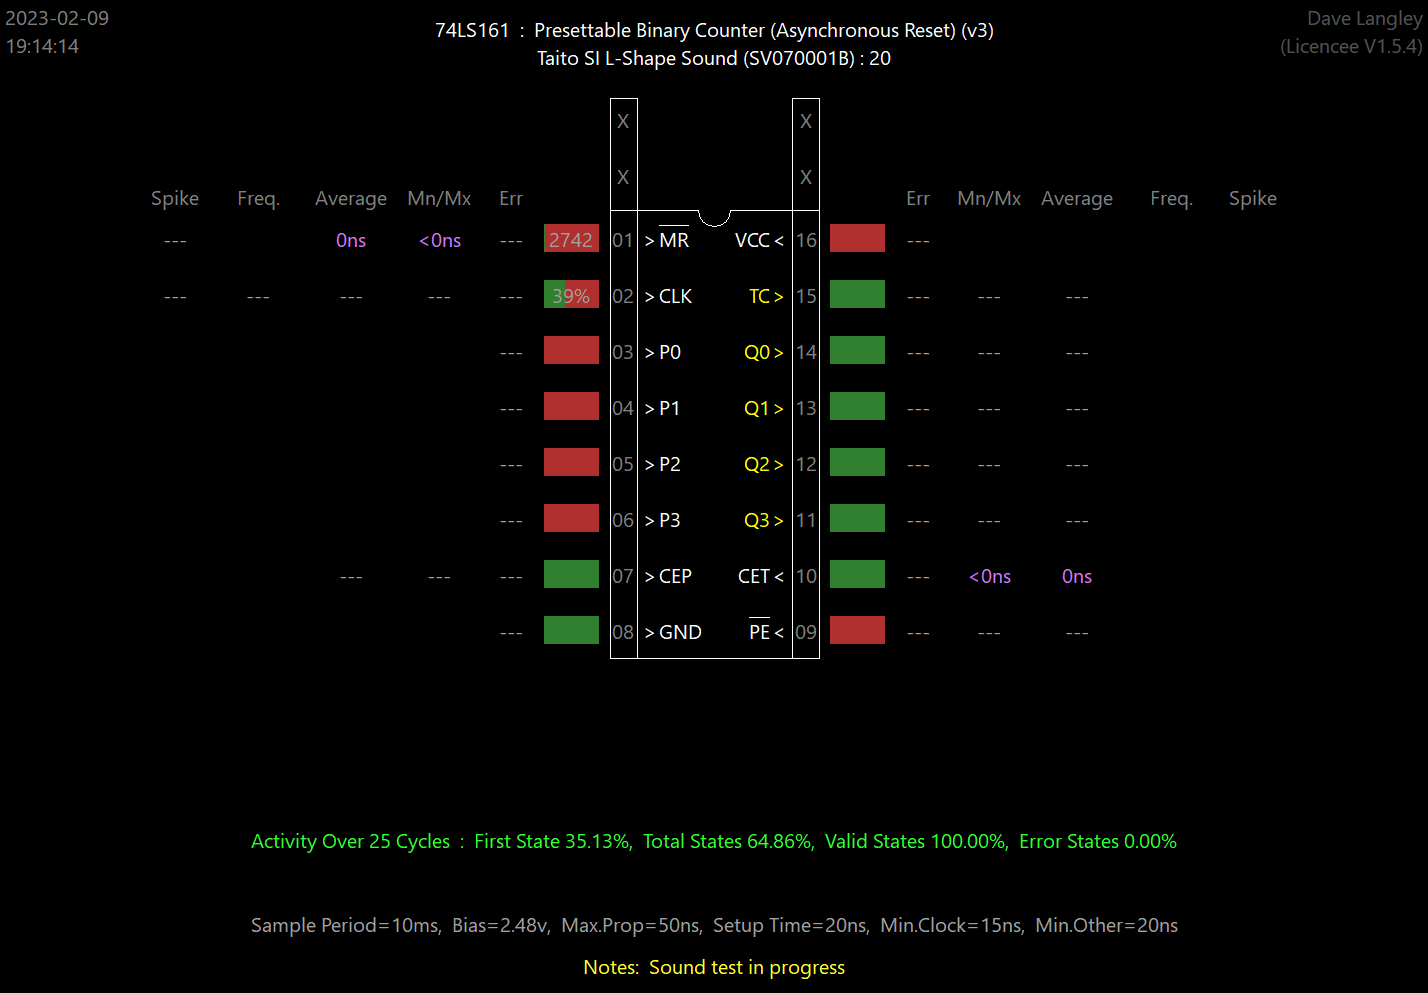 2023-02-09
19:14:14
74LS161 : Presettable Binary Counter (Asynchronous Reset) (v3)
Taito SI L-Shape Sound (SV070001B) : 20
Dave Langley
(Licencee V1.5.4)
X X
X X
Spike Freq. Average Mn/Mx Err Err Mn/Mx Average Freq. Spike
--- 0ns <0ns --- 2742 01 >MR VCC< 16 ---
--- --- --- --- --- 39% 02 >CLK TC> 15 --- --- ---
--- 03 >P0 Q0> 14 --- --- ---
--- 04 >P1 Q1> 13 --- --- ---
--- 05 >P2 Q2> 12 --- --- ---
--- 06 >P3 Q3> 11 --- --- ---
--- --- --- 07 >CEP CET< 10 --- <0ns 0ns
--- 08 >GND PE< 09 --- --- ---
Activity Over 25 Cycles : First State 35.13%, Total States 64.86%, Valid States 100.00%, Error States 0.00%
Sample Period=10ms, Bias=2.48v, Max.Prop=50ns, Setup Time=20ns, Min.Clock=15ns, Min.Other=20ns
Notes: Sound test in progress